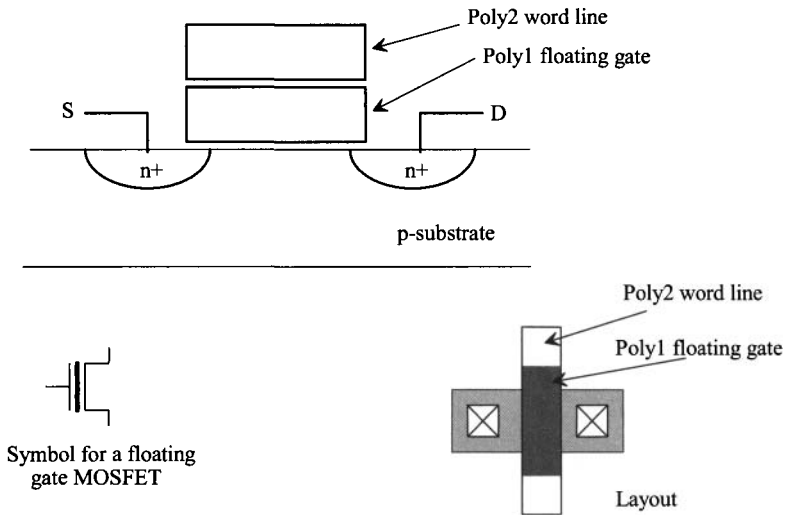 Poly2 word line
Poly1 floating gate
S
D
n+
n+
p-substrate
Poly2 word line
Poly1 floating gate
Symbol for a floating
gate MOSFET
Layout